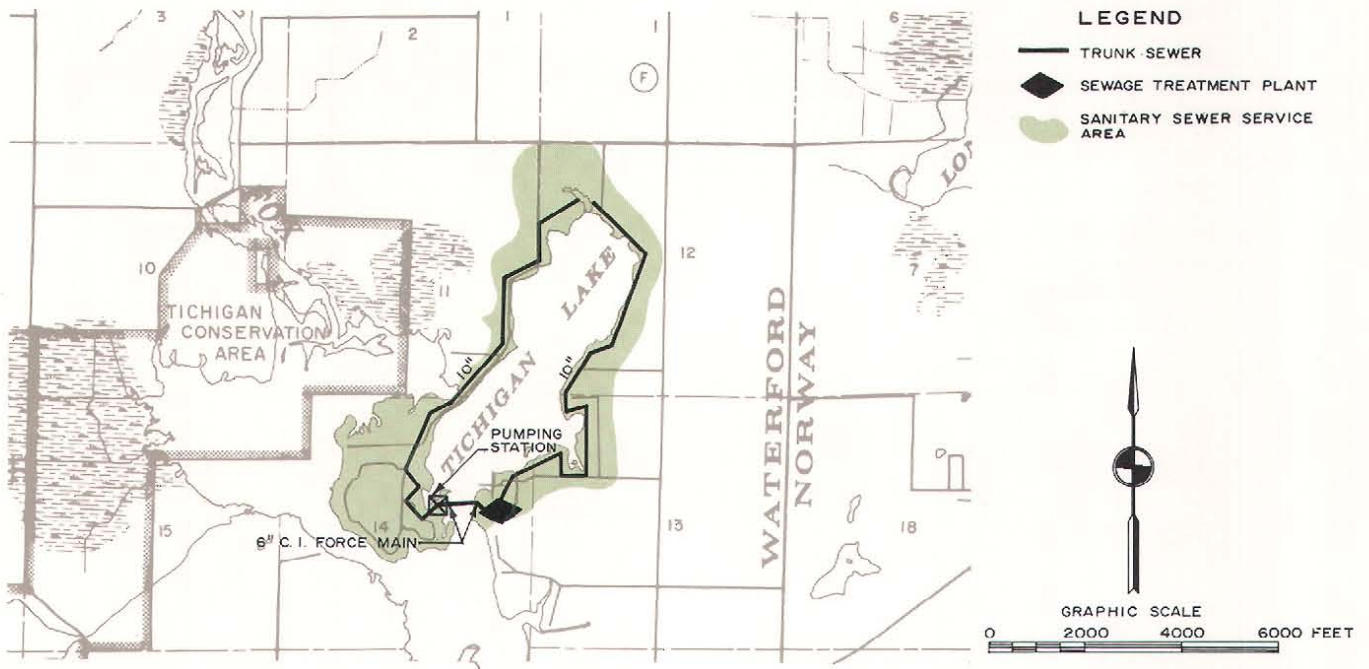 3
2
1
1
6
F
10
11
12
7
LAKE
TICHIGAN
CONSERVATION
AREA
10"
10"
TICHIGAN
PUMPING
STATION
WATERFORD
NORWAY
15
14
13
18
6" C. I. FORCE MAIN
LEGEND
TRUNK SEWER
SEWAGE TREATMENT PLANT
SANITARY SEWER SERVICE
AREA
GRAPHIC SCALE
0 2000 4000 6000 FEET